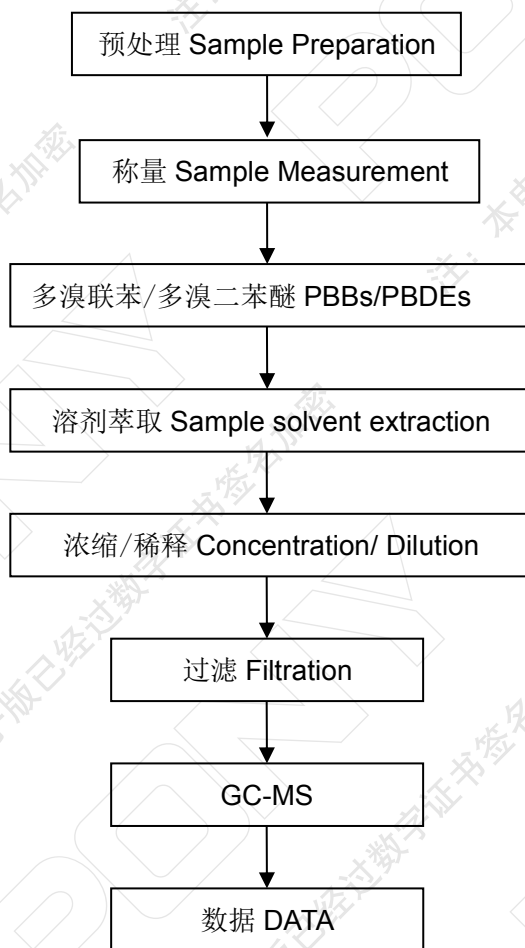 预处理 Sample Preparation
称量 Sample Measurement
多溴联苯/多溴二苯醚 PBBs/PBDEs
溶剂萃取 Sample solvent extraction
浓缩/稀释 Concentration/ Dilution
过滤 Filtration
GC-MS
数据 DATA